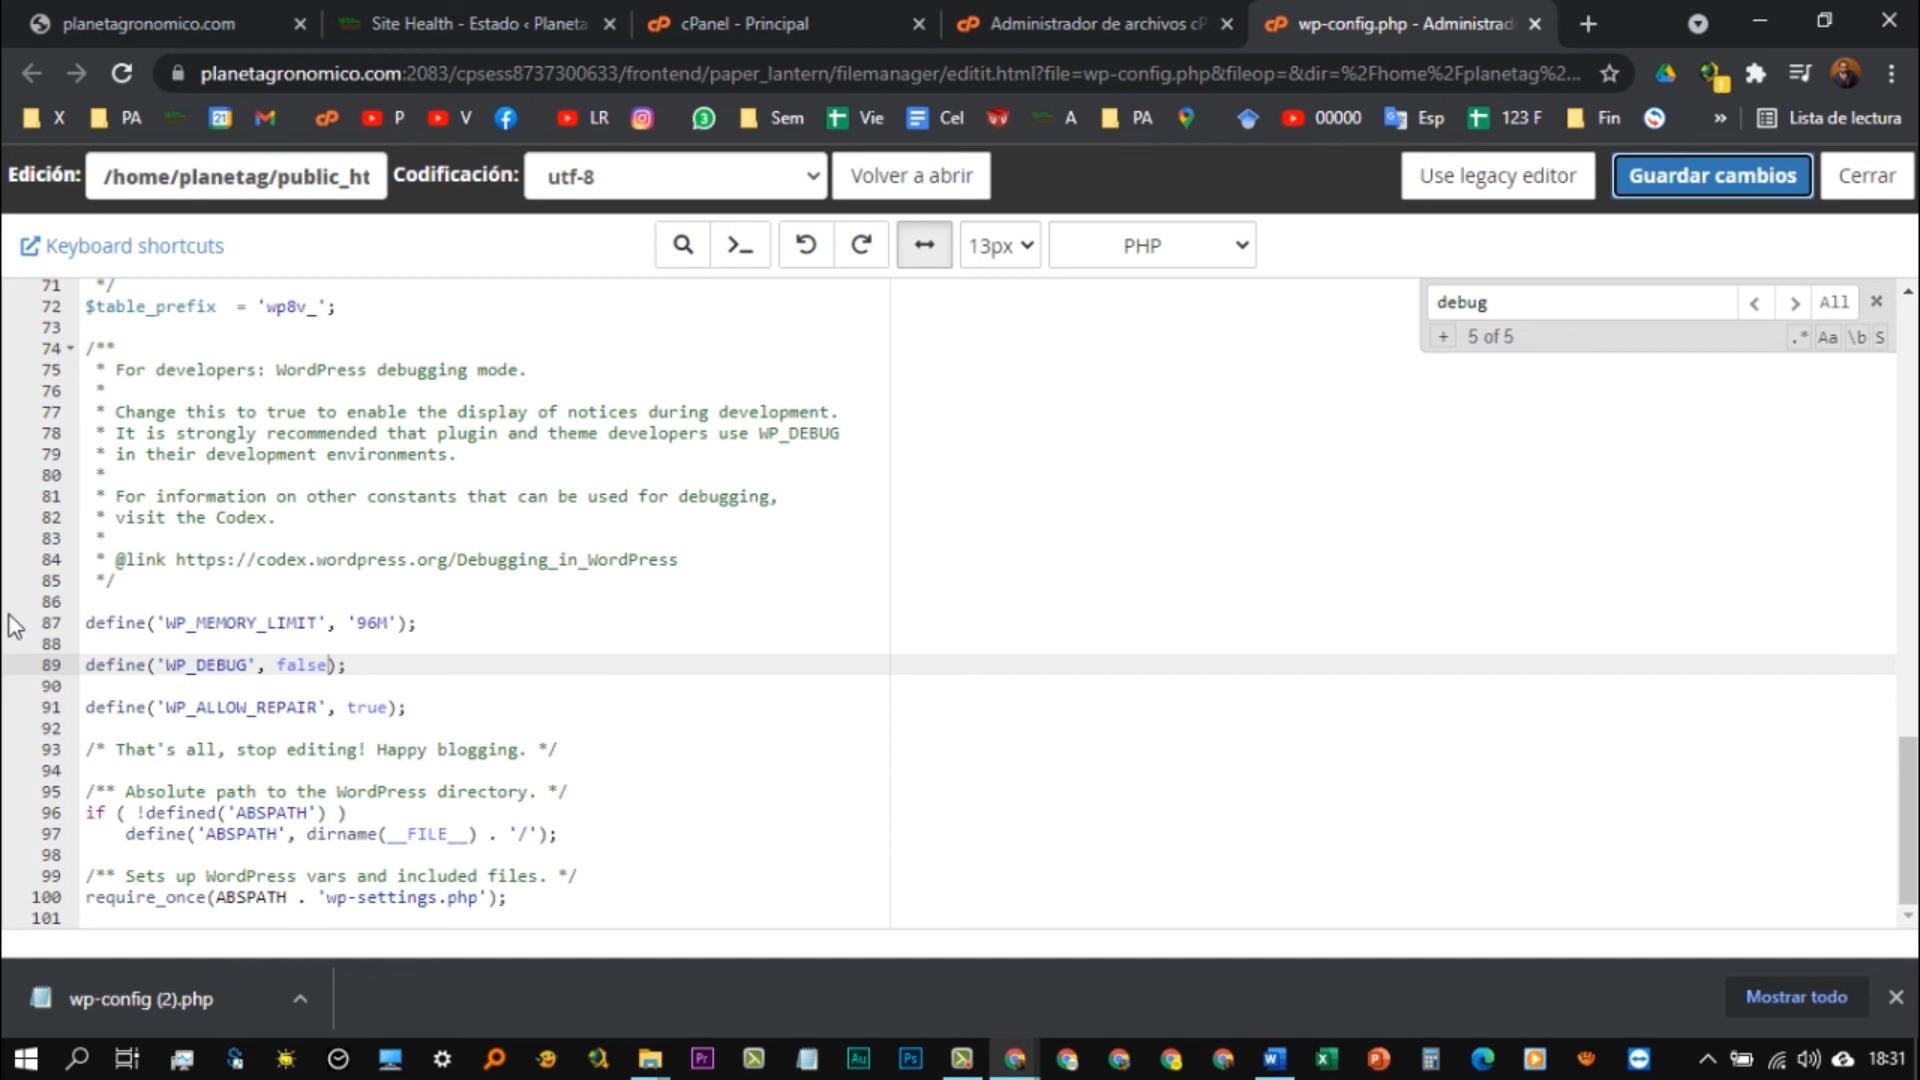 planetagronomico.com
Site Health - Estado ‹ Planeta
cPanel - Principal
Administrador de archivos cP
wp-config.php - Administrad
planetagronomico.com:2083/cpsess8737300633/frontend/paper_lantern/filemanager/editit.html?file=wp-config.php&fileop=&dir=%2Fhome%2Fplanetag%2...
X PA 21 P V LR 3 Sem Vie Cel A PA 00000 Esp 123 F Fin » Lista de lectura
Edición: /home/planetag/public_ht Codificación: utf-8 Volver a abrir Use legacy editor Guardar cambios Cerrar
Keyboard shortcuts 13px PHP
debug All
+ 5 of 5 .* Aa \b S
71 */
72 $table_prefix  = 'wp8v_';
73
74 /**
75 * For developers: WordPress debugging mode.
76 *
77 * Change this to true to enable the display of notices during development.
78 * It is strongly recommended that plugin and theme developers use WP_DEBUG
79 * in their development environments.
80 *
81 * For information on other constants that can be used for debugging,
82 * visit the Codex.
83 *
84 * @link https://codex.wordpress.org/Debugging_in_WordPress
85 */
86
87 define('WP_MEMORY_LIMIT', '96M');
88
89 define('WP_DEBUG', false);
90
91 define('WP_ALLOW_REPAIR', true);
92
93 /* That's all, stop editing! Happy blogging. */
94
95 /** Absolute path to the WordPress directory. */
96 if ( !defined('ABSPATH') )
97 define('ABSPATH', dirname(__FILE__) . '/');
98
99 /** Sets up WordPress vars and included files. */
100 require_once(ABSPATH . 'wp-settings.php');
101
wp-config (2).php
Mostrar todo
Pr Au Ps 18:31